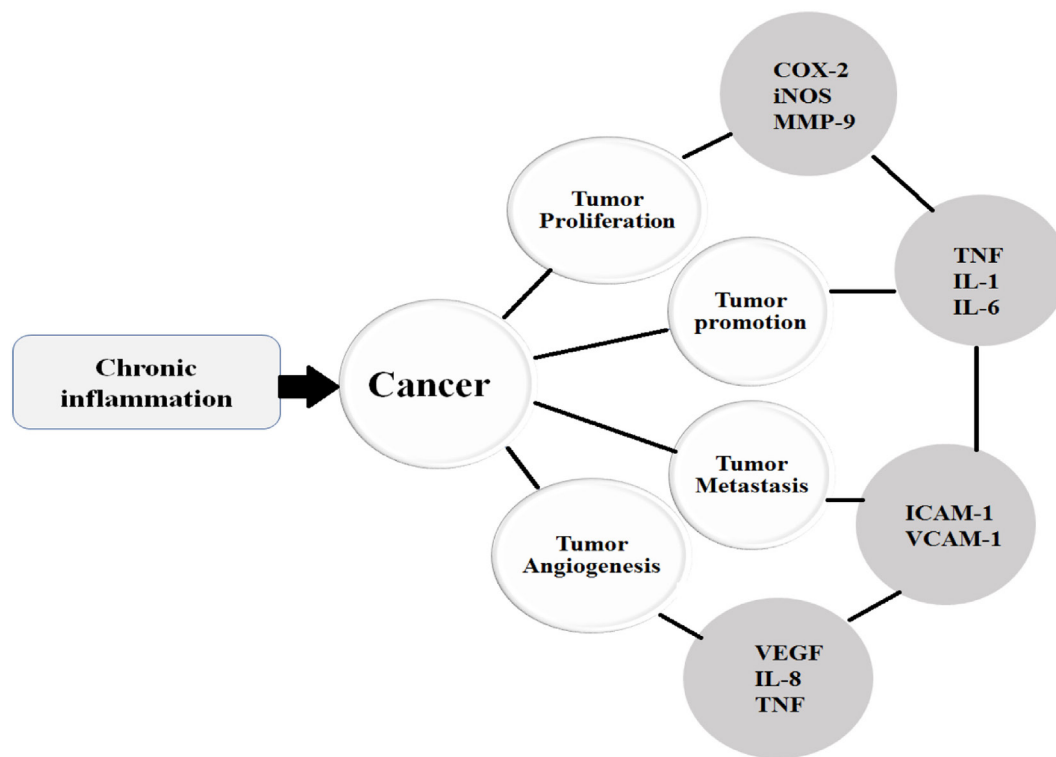 Chronic
inflammation
Cancer
Tumor
Proliferation
Tumor
promotion
Tumor
Metastasis
Tumor
Angiogenesis
COX-2
iNOS
MMP-9
TNF
IL-1
IL-6
ICAM-1
VCAM-1
VEGF
IL-8
TNF